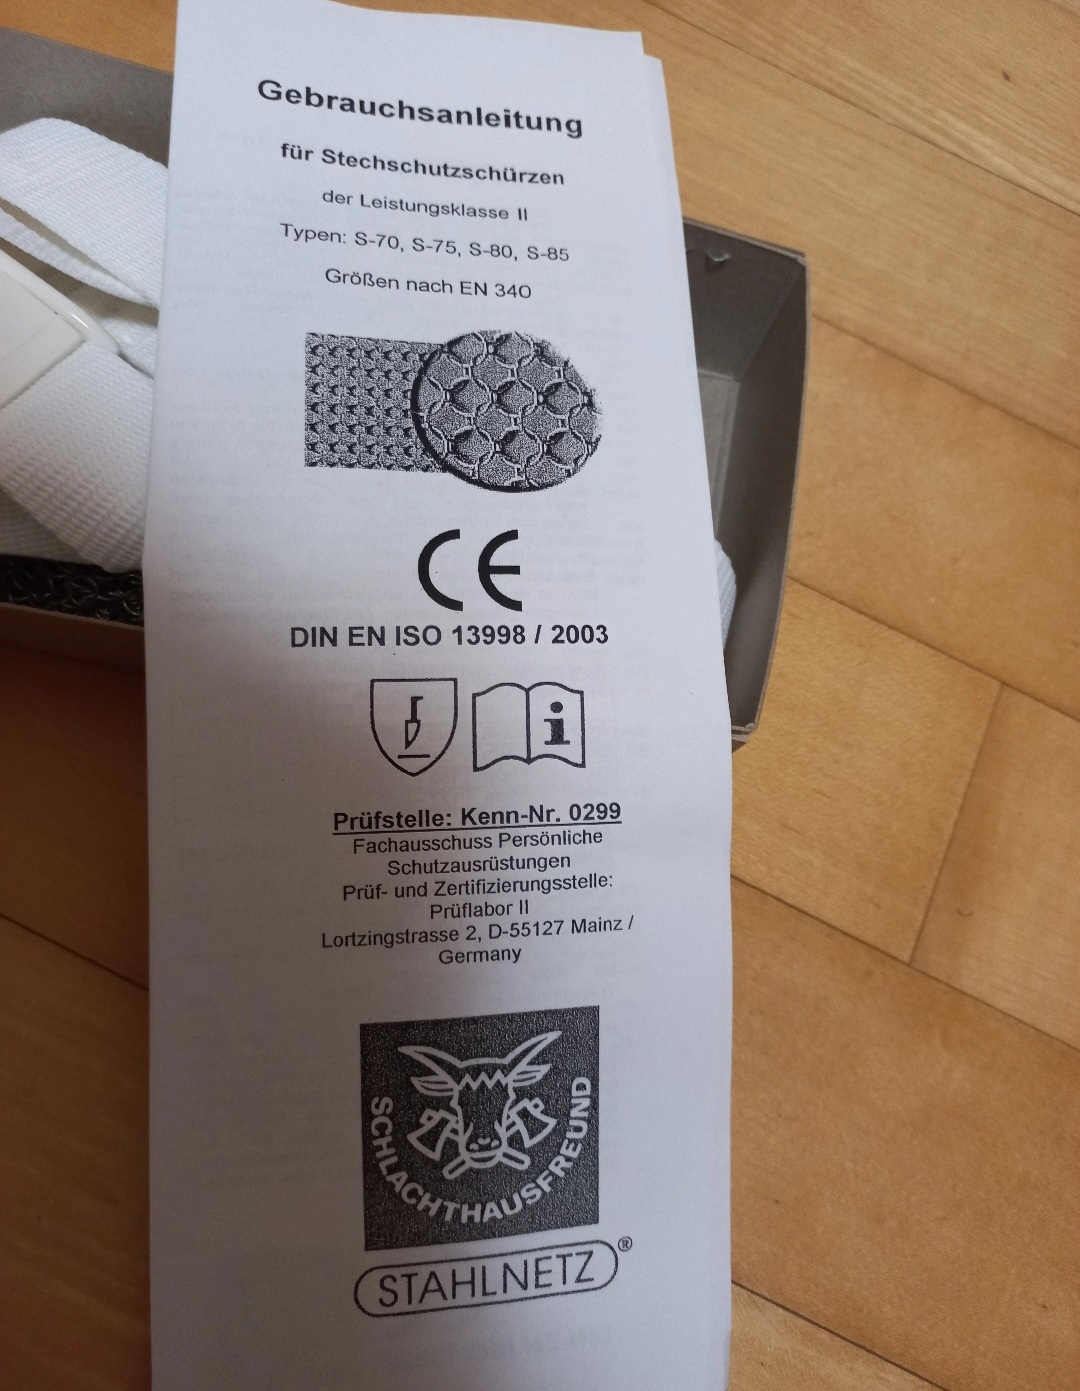 Gebrauchsanleitung
für Stechschutzschürzen
der Leistungsklasse II
Typen: S-70, S-75, S-80, S-85
Größen nach EN 340
CE
DIN EN ISO 13998 / 2003
i
Prüfstelle: Kenn-Nr. 0299
Fachausschuss Persönliche
Schutzausrüstungen
Prüf- und Zertifizierungsstelle:
Prüflabor II
Lortzingstrasse 2, D-55127 Mainz /
Germany
SCHLACHTHAUSFREUND
STAHLNETZ ®